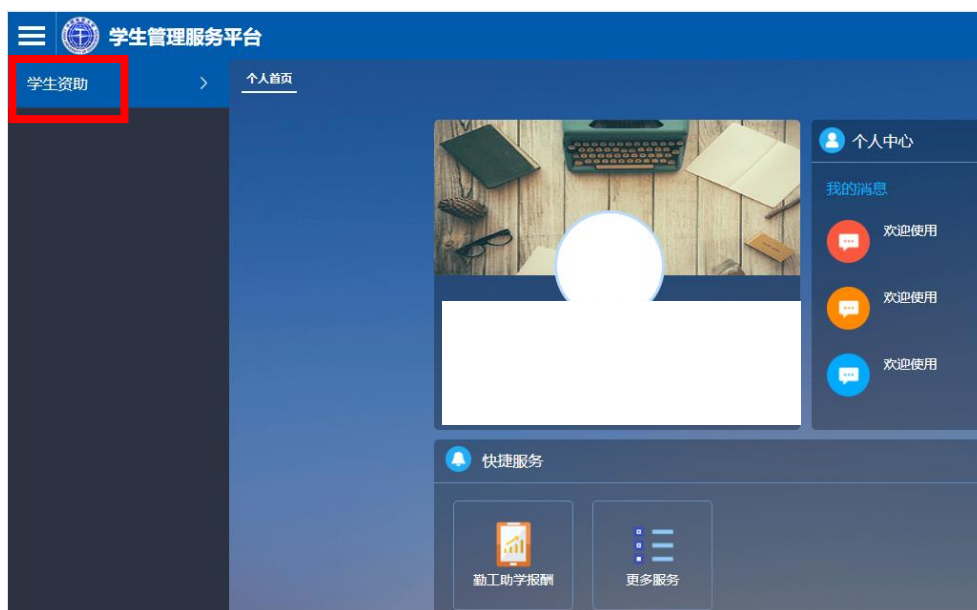 学生管理服务平台
学生资助
个人首页
个人中心
我的消息
欢迎使用
欢迎使用
欢迎使用
快捷服务
勤工助学报酬
更多服务